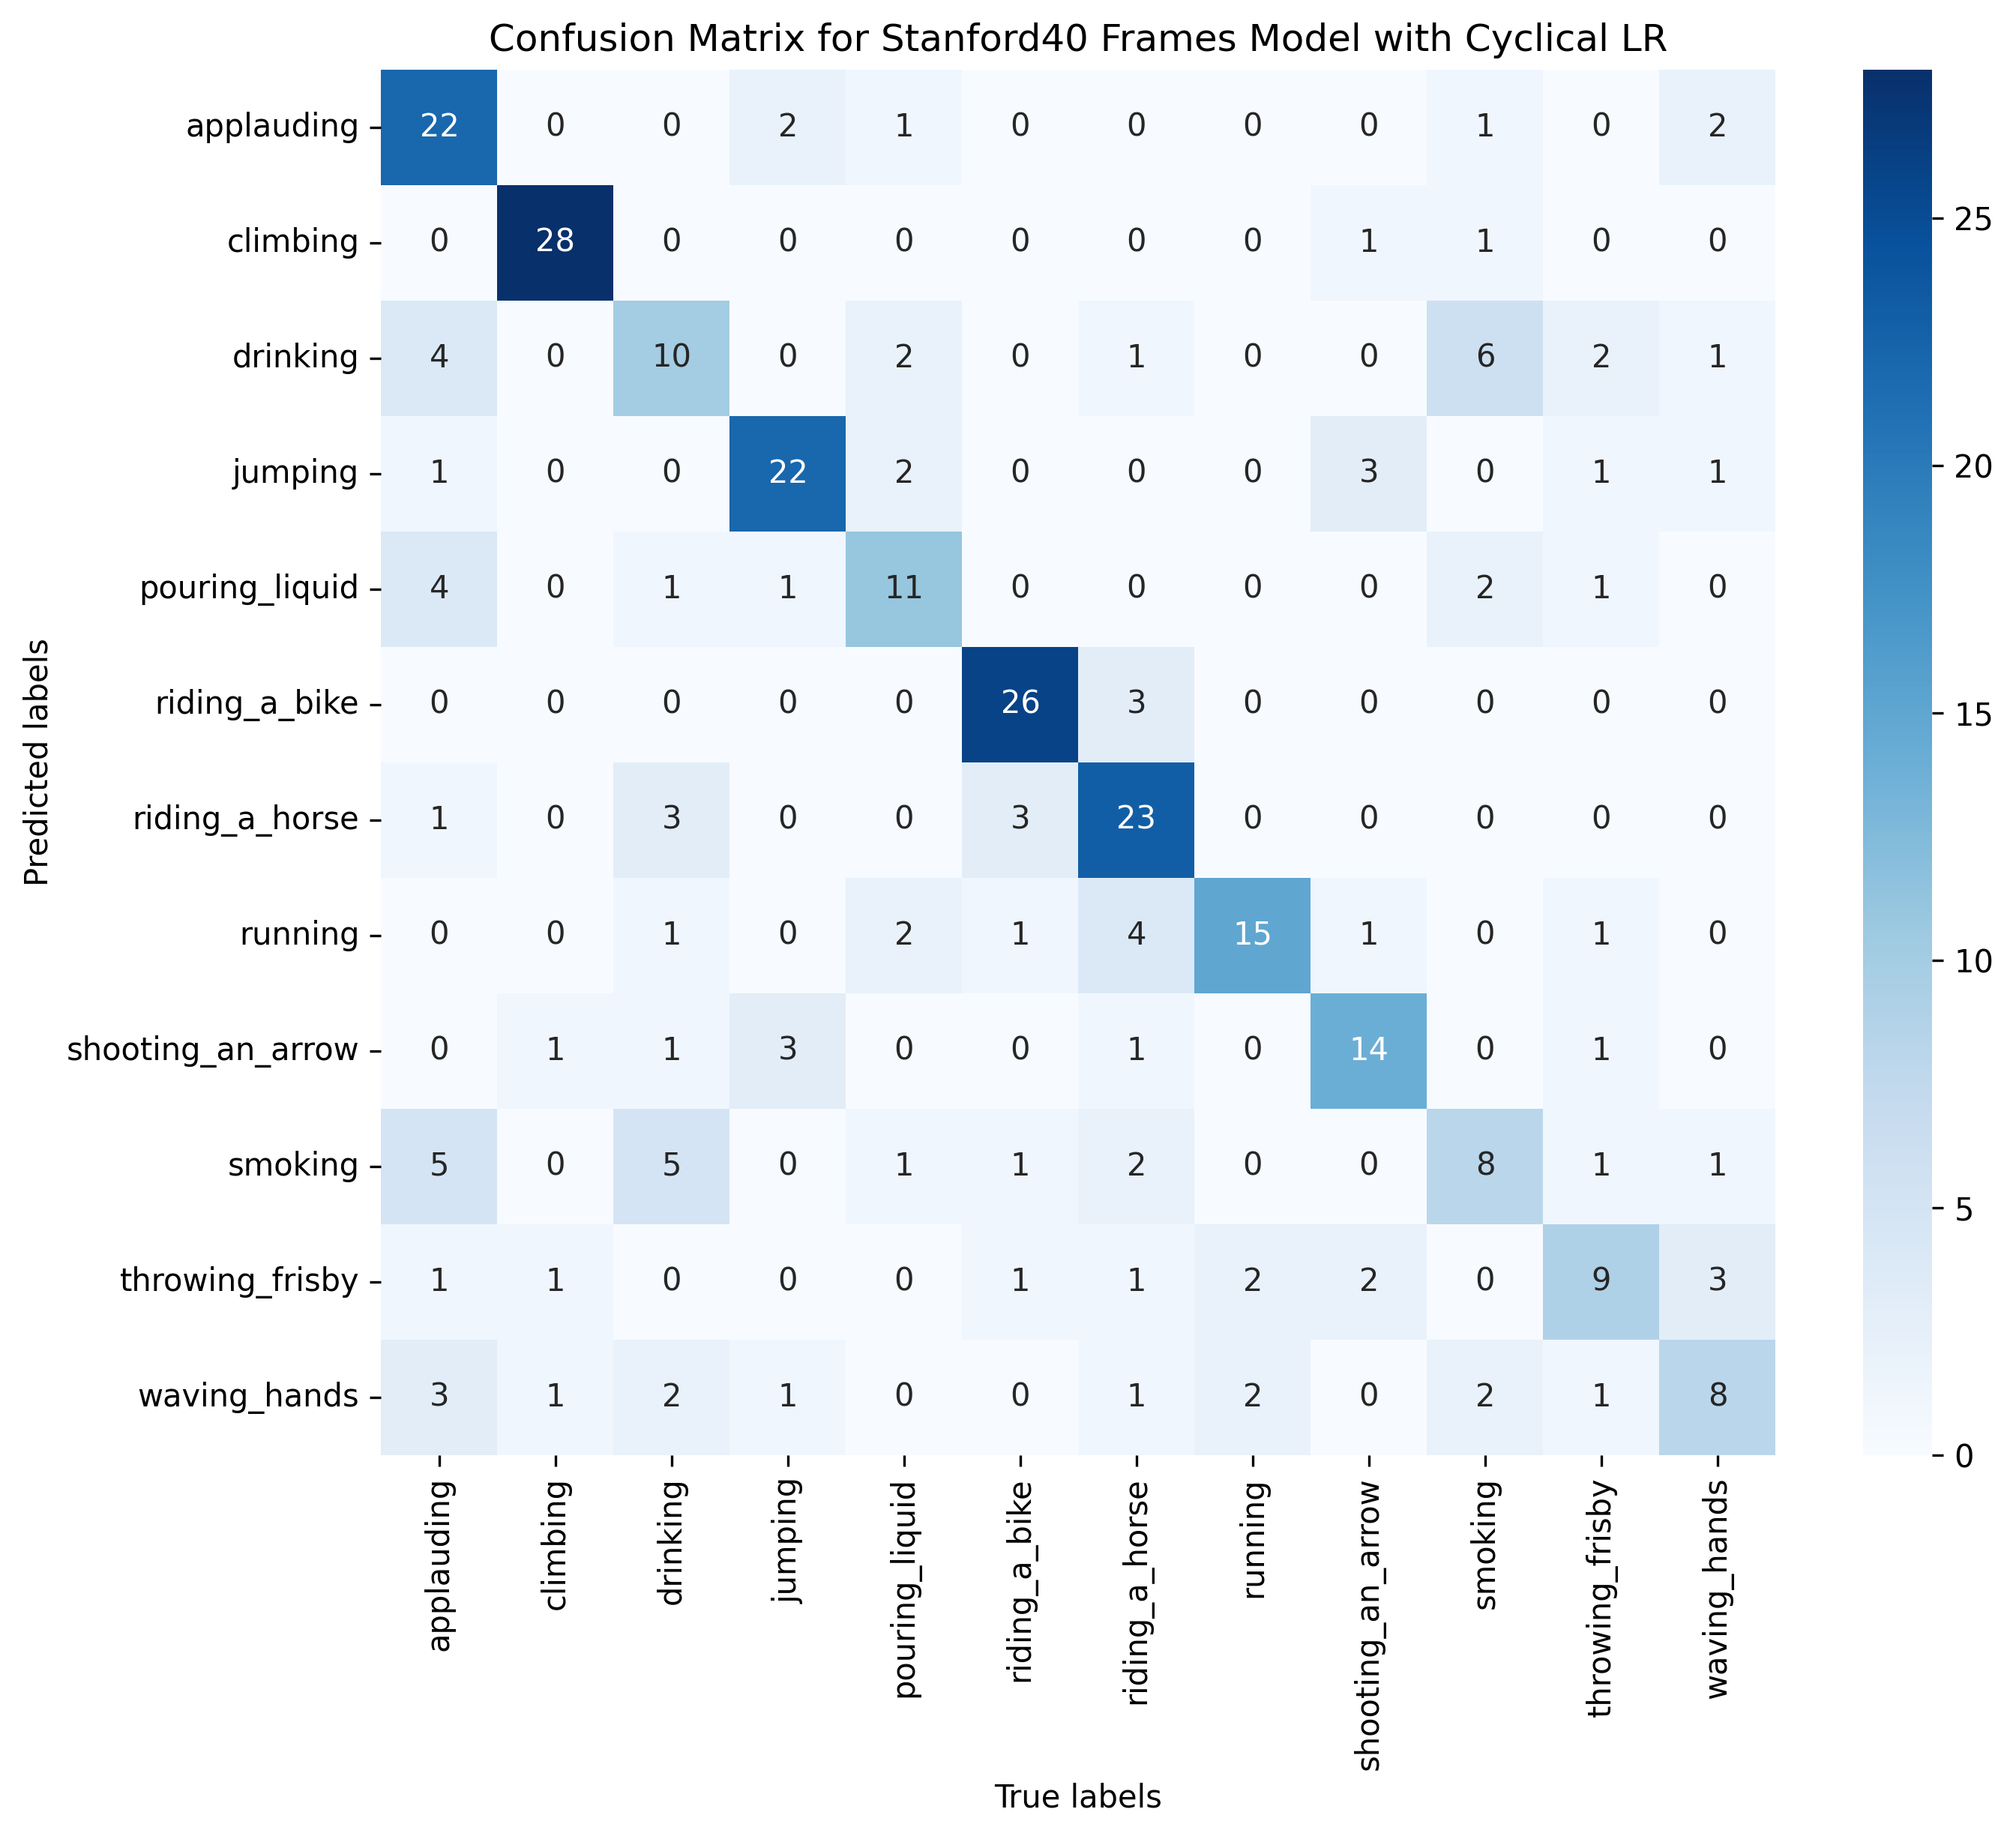 Confusion Matrix for Stanford40 Frames Model with Cyclical LR
applauding 22 0 0 2 1 0 0 0 0 1 0 2
climbing 0 28 0 0 0 0 0 0 1 1 0 0
drinking 4 0 10 0 2 0 1 0 0 6 2 1
jumping 1 0 0 22 2 0 0 0 3 0 1 1
pouring_liquid 4 0 1 1 11 0 0 0 0 2 1 0
riding_a_bike 0 0 0 0 0 26 3 0 0 0 0 0
riding_a_horse 1 0 3 0 0 3 23 0 0 0 0 0
running 0 0 1 0 2 1 4 15 1 0 1 0
shooting_an_arrow 0 1 1 3 0 0 1 0 14 0 1 0
smoking 5 0 5 0 1 1 2 0 0 8 1 1
throwing_frisby 1 1 0 0 0 1 1 2 2 0 9 3
waving_hands 3 1 2 1 0 0 1 2 0 2 1 8
Predicted labels
applauding
climbing
drinking
jumping
pouring_liquid
riding_a_bike
riding_a_horse
running
shooting_an_arrow
smoking
throwing_frisby
waving_hands
True labels
25
20
15
10
5
0